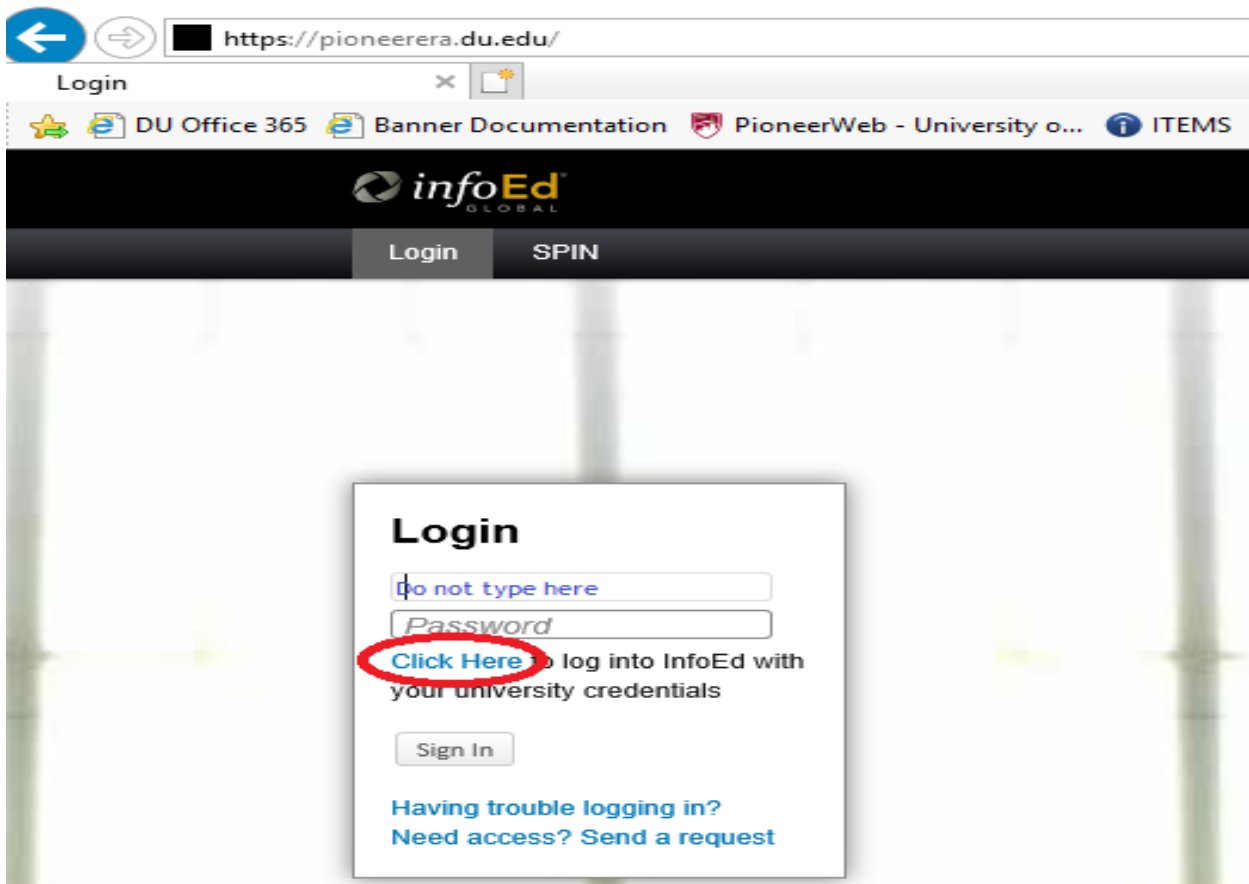 https://pioneerera.du.edu/
Login
DU Office 365 Banner Documentation PioneerWeb - University o... ITEMS
infoEd
GLOBAL
Login SPIN
Login
Do not type here
Password
Click Here to log into InfoEd with
your university credentials
Sign In
Having trouble logging in?
Need access? Send a request